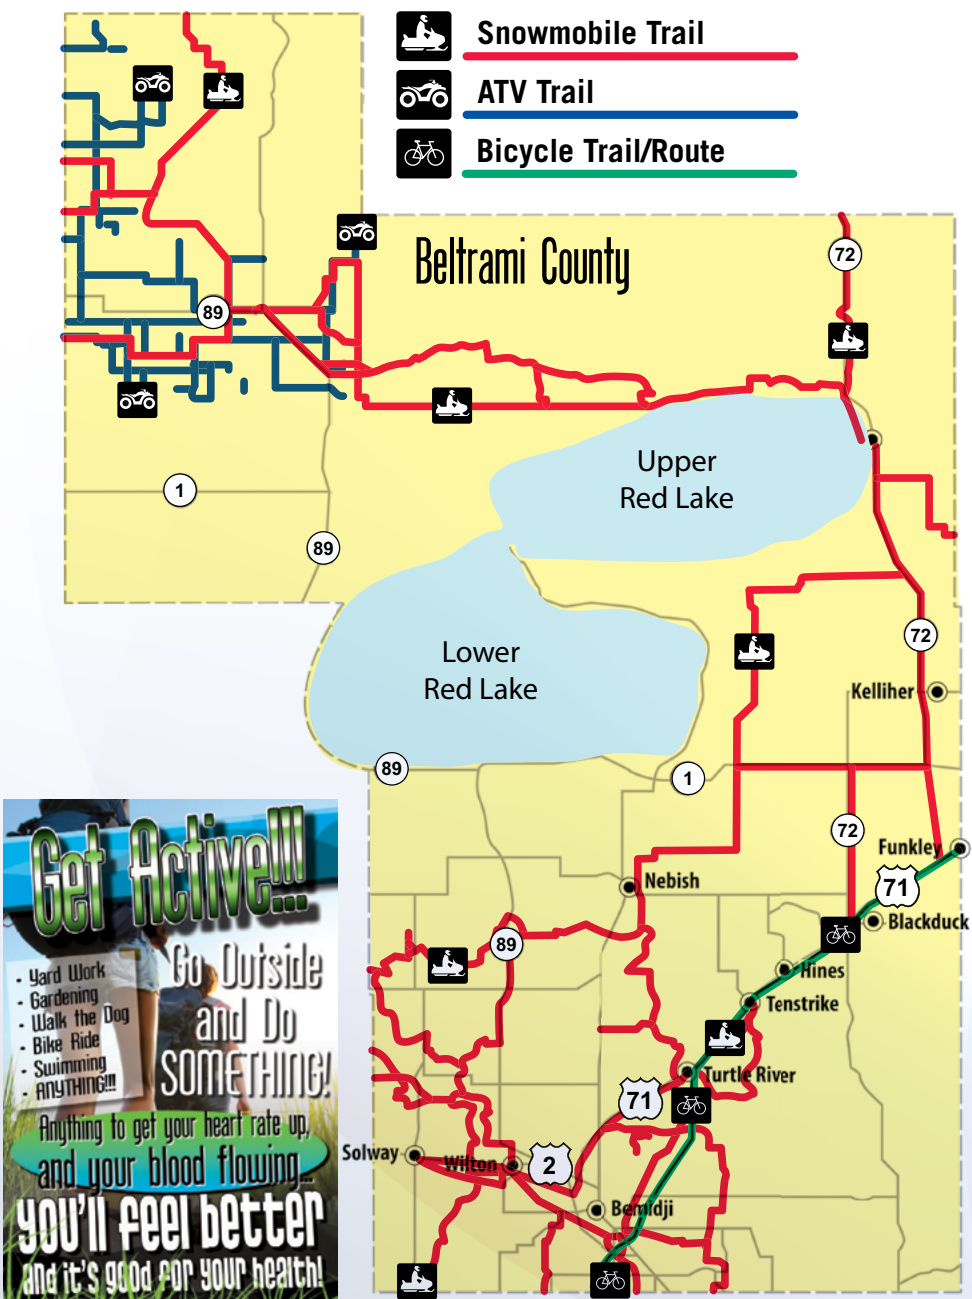 Snowmobile Trail
ATV Trail
Bicycle Trail/Route
Beltrami County
72
89
Upper
Red Lake
1
89
Lower
Red Lake
72
Kelliher
89
1
72
Funkley
71
Nebish
Blackduck
89
Hines
Tenstrike
Turtle River
71
Solway
Wilton
2
Bemidji
Get Active!!!
Go Outside
and Do
SOMETHING!
· Yard Work
· Gardening
· Walk the Dog
· Bike Ride
· Swimming
· ANYTHING!!!
Anything to get your heart rate up,
and your blood flowing...
you'll feel better
and it's good for your health!